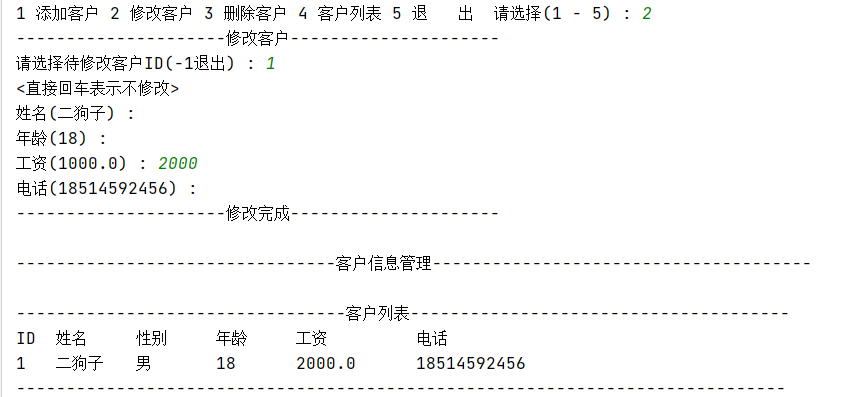 1 添加客户 2 修改客户 3 删除客户 4 客户列表 5 退   出  请选择(1 - 5) : 2
---------------------修改客户---------------------
请选择待修改客户ID(-1退出) : 1
<直接回车表示不修改>
姓名(二狗子) :
年龄(18) :
工资(1000.0) : 2000
电话(18514592456) :
---------------------修改完成---------------------
--------------------------------客户信息管理--------------------------------------
---------------------------------客户列表--------------------------------------
ID  姓名     性别     年龄     工资         电话
1   二狗子   男      18      2000.0      18514592456
-----------------------------------------------------------------------------